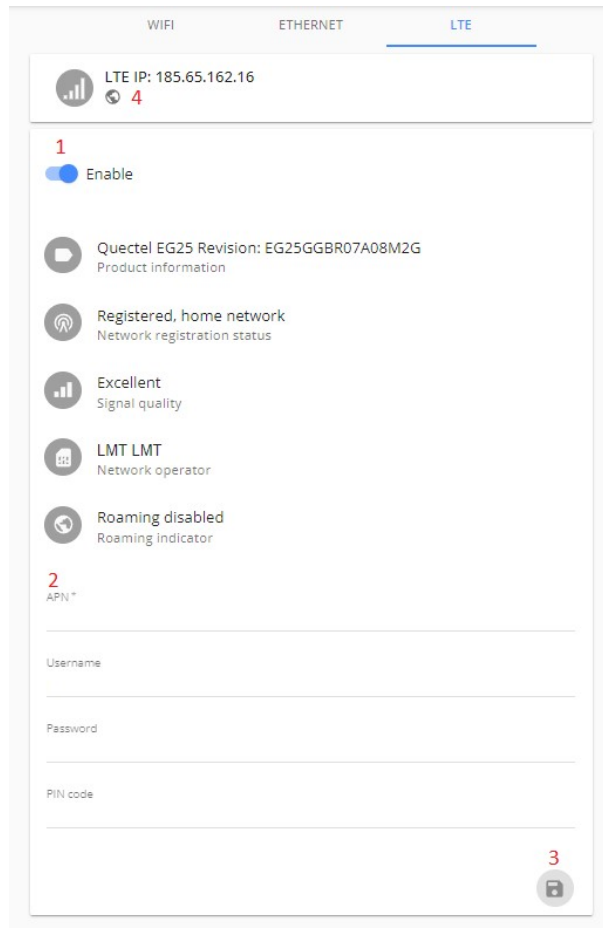 WIFI ETHERNET LTE
LTE IP: 185.65.162.16
4
1
Enable
Quectel EG25 Revision: EG25GGBR07A08M2G
Product information
Registered, home network
Network registration status
Excellent
Signal quality
LMT LMT
Network operator
Roaming disabled
Roaming indicator
2
APN *
Username
Password
PIN code
3